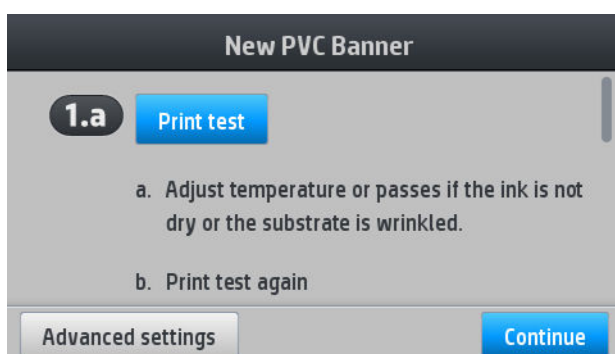 New PVC Banner
1.a Print test
a. Adjust temperature or passes if the ink is not
dry or the substrate is wrinkled.
b. Print test again
Advanced settings Continue